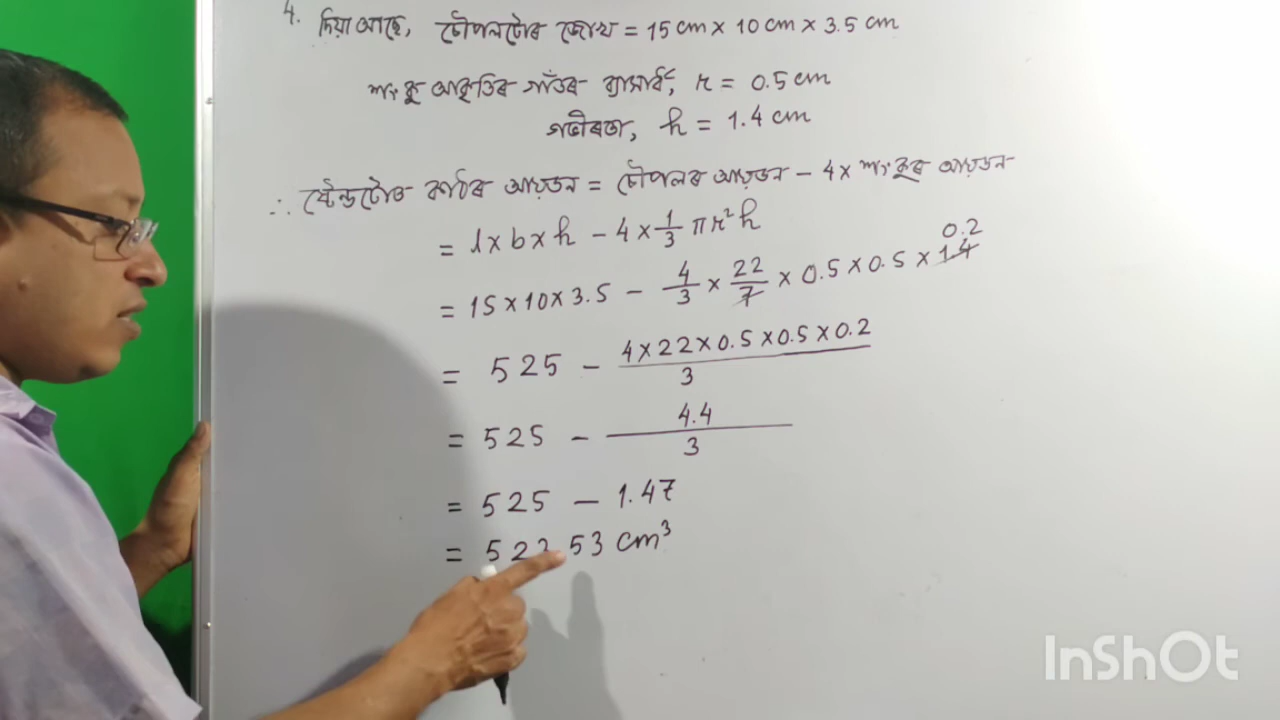 4. দিয়া আছে, চৌপলটোৰ জোখ = 15 cm × 10 cm × 3.5 cm
শংকু আকৃতিৰ গাঁতৰ ব্যাসাৰ্ধ, r = 0.5 cm
গভীৰতা, h = 1.4 cm
∴ ষ্টেন্ডটোত কাঠৰ আয়তন = চৌপলৰ আয়তন – 4 × শংকুৰ আয়তন
= l × b × h – 4 × 1/3 πr²h
0.2
= 15 × 10 × 3.5 – 4/3 × 22/7 × 0.5 × 0.5 × 1.4
= 525 – 4×22×0.5×0.5×0.2/3
= 525 – 4.4/3
= 525 – 1.47
= 523 53 cm³
InShOt